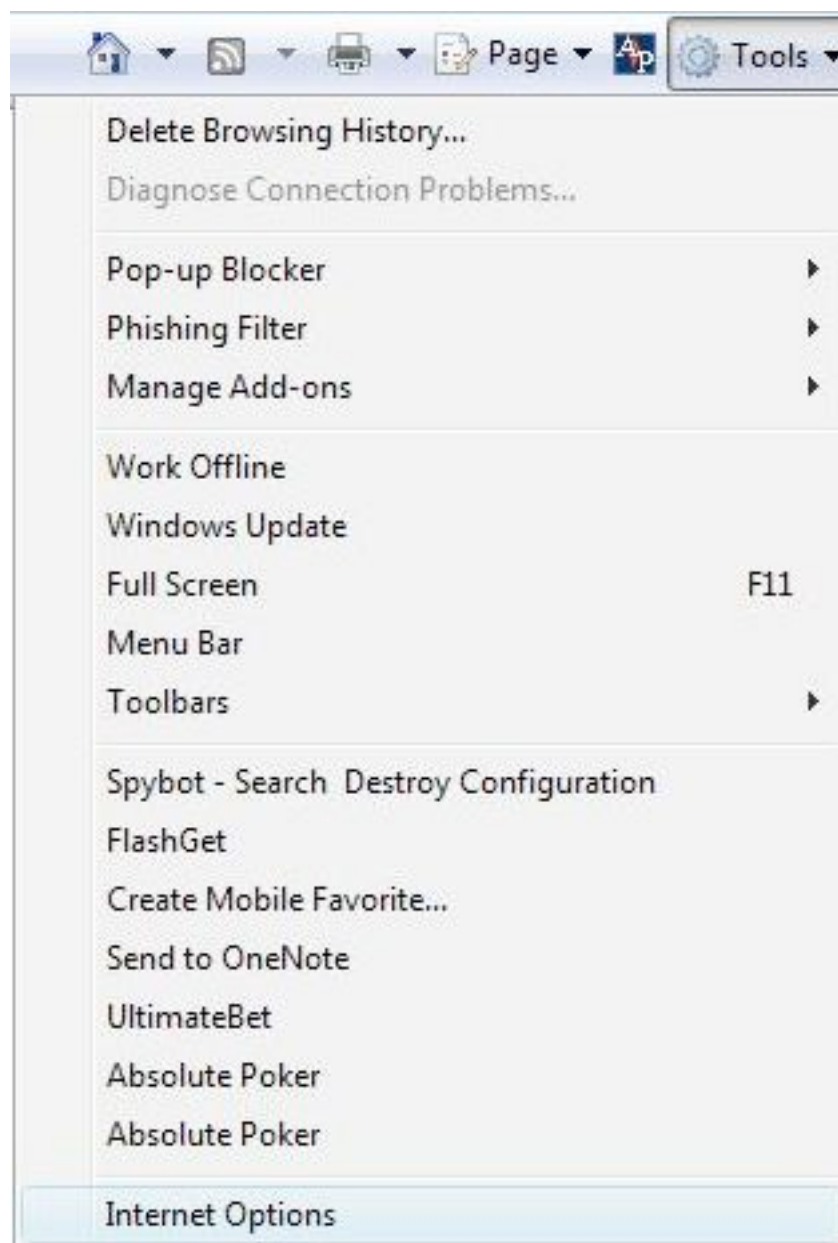 Page Ap Tools
Delete Browsing History...
Diagnose Connection Problems...
Pop-up Blocker
Phishing Filter
Manage Add-ons
Work Offline
Windows Update
Full Screen F11
Menu Bar
Toolbars
Spybot - Search  Destroy Configuration
FlashGet
Create Mobile Favorite...
Send to OneNote
UltimateBet
Absolute Poker
Absolute Poker
Internet Options